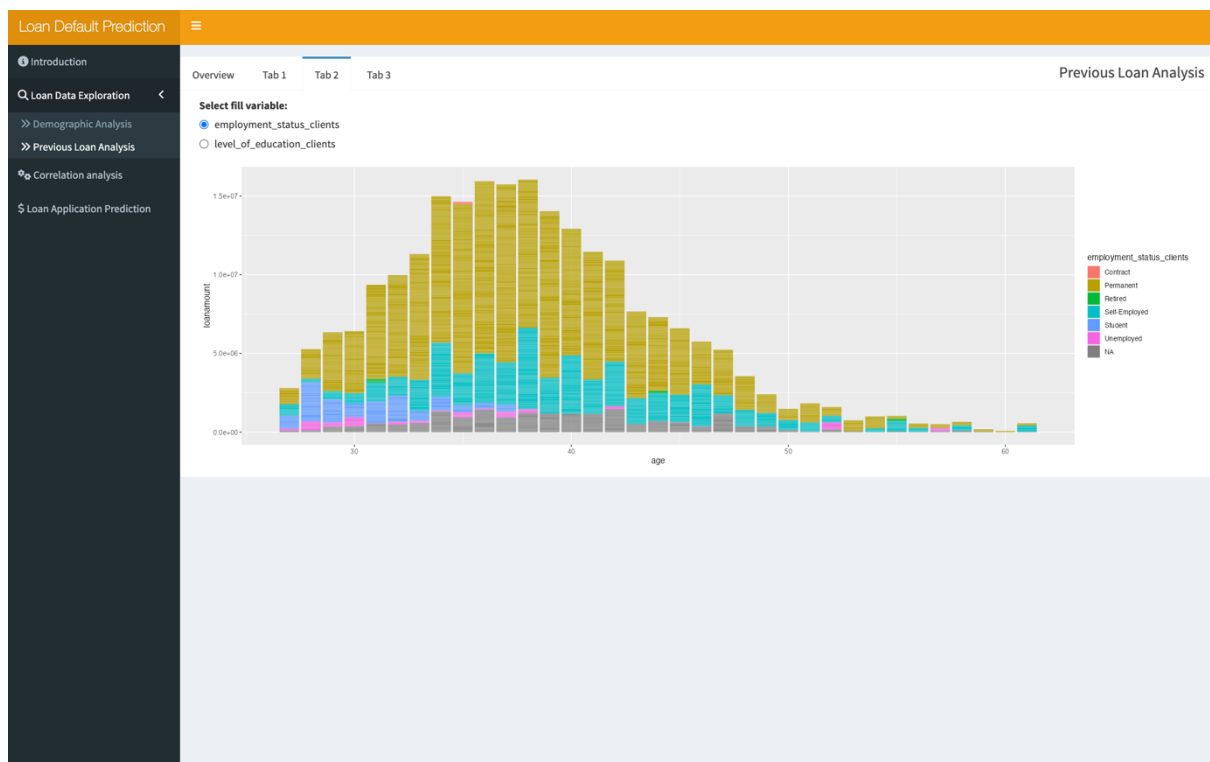 Loan Default Prediction
Introduction
Loan Data Exploration
Demographic Analysis
Previous Loan Analysis
Correlation analysis
$ Loan Application Prediction
Overview Tab 1 Tab 2 Tab 3 Previous Loan Analysis
Select fill variable:
employment_status_clients
level_of_education_clients
1.5e+07
1.0e+07
5.0e+06
0.0e+00
loanamount
30 40 50 60
age
employment_status_clients
Contract
Permanent
Retired
Self-Employed
Student
Unemployed
NA